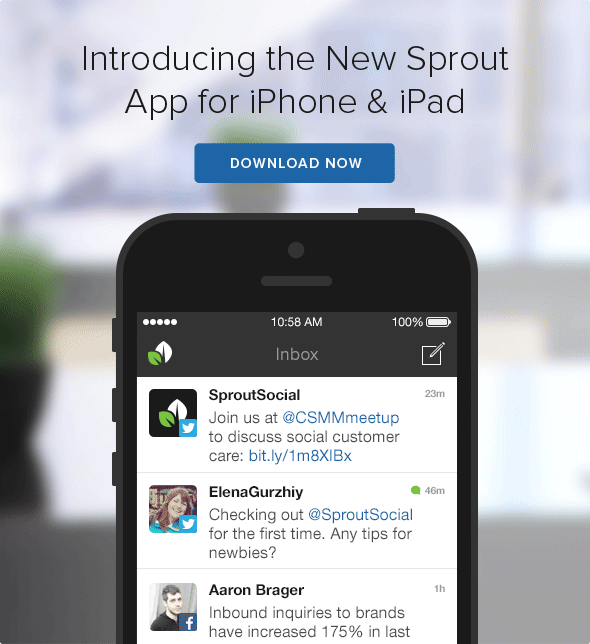 Introducing the New Sprout
App for iPhone & iPad
DOWNLOAD NOW
10:58 AM
100%
Inbox
SproutSocial
23m
Join us at @CSMMmeetup
to discuss social customer
care: bit.ly/1m8XlBx
ElenaGurzhiy
46m
Checking out @SproutSocial
for the first time. Any tips for
newbies?
Aaron Brager
1h
Inbound inquiries to brands
have increased 175% in last